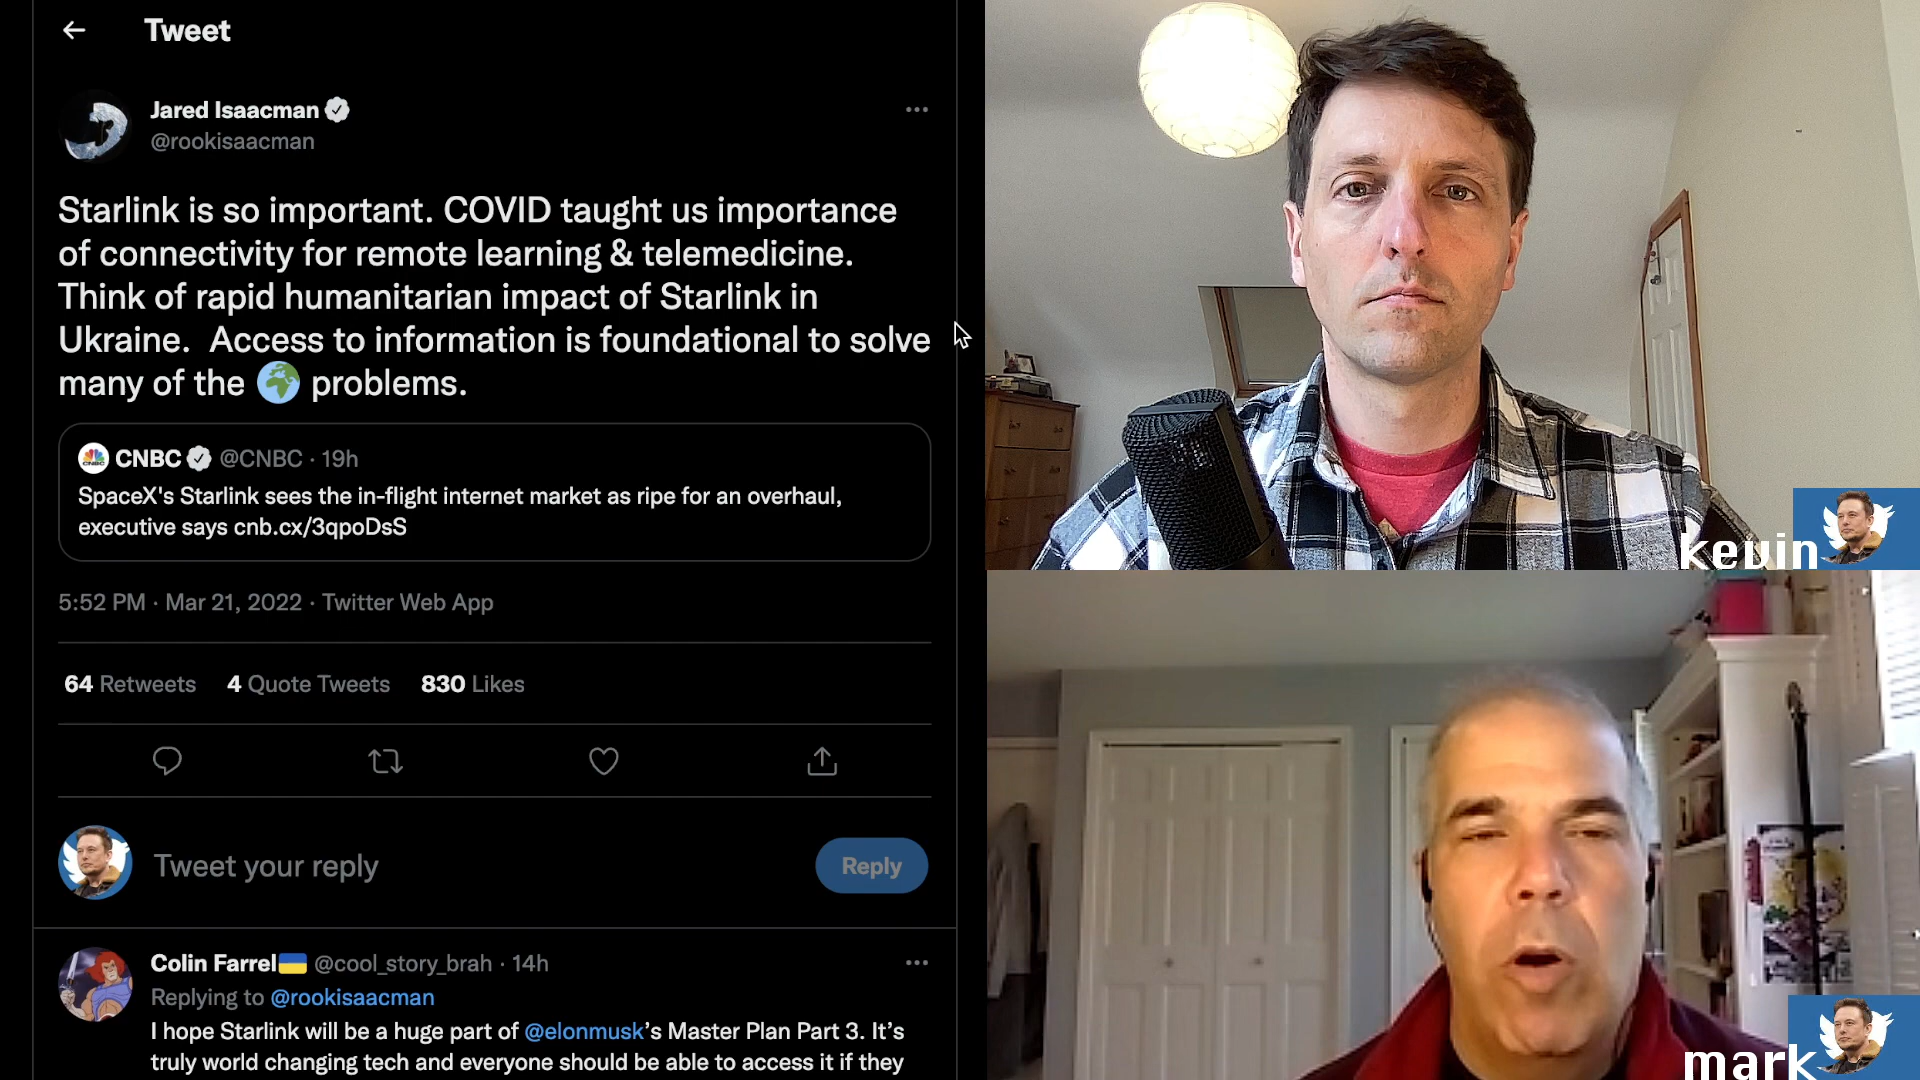 Tweet
Jared Isaacman
@rookisaacman
Starlink is so important. COVID taught us importance
of connectivity for remote learning & telemedicine.
Think of rapid humanitarian impact of Starlink in
Ukraine.  Access to information is foundational to solve
many of the 🌍 problems.
CNBC @CNBC · 19h
SpaceX's Starlink sees the in-flight internet market as ripe for an overhaul,
executive says cnb.cx/3qpoDsS
5:52 PM · Mar 21, 2022 · Twitter Web App
64 Retweets 4 Quote Tweets 830 Likes
Tweet your reply
Reply
Colin Farrel🇺🇦 @cool_story_brah · 14h
Replying to @rookisaacman
I hope Starlink will be a huge part of @elonmusk’s Master Plan Part 3. It’s
truly world changing tech and everyone should be able to access it if they
kevin
mark